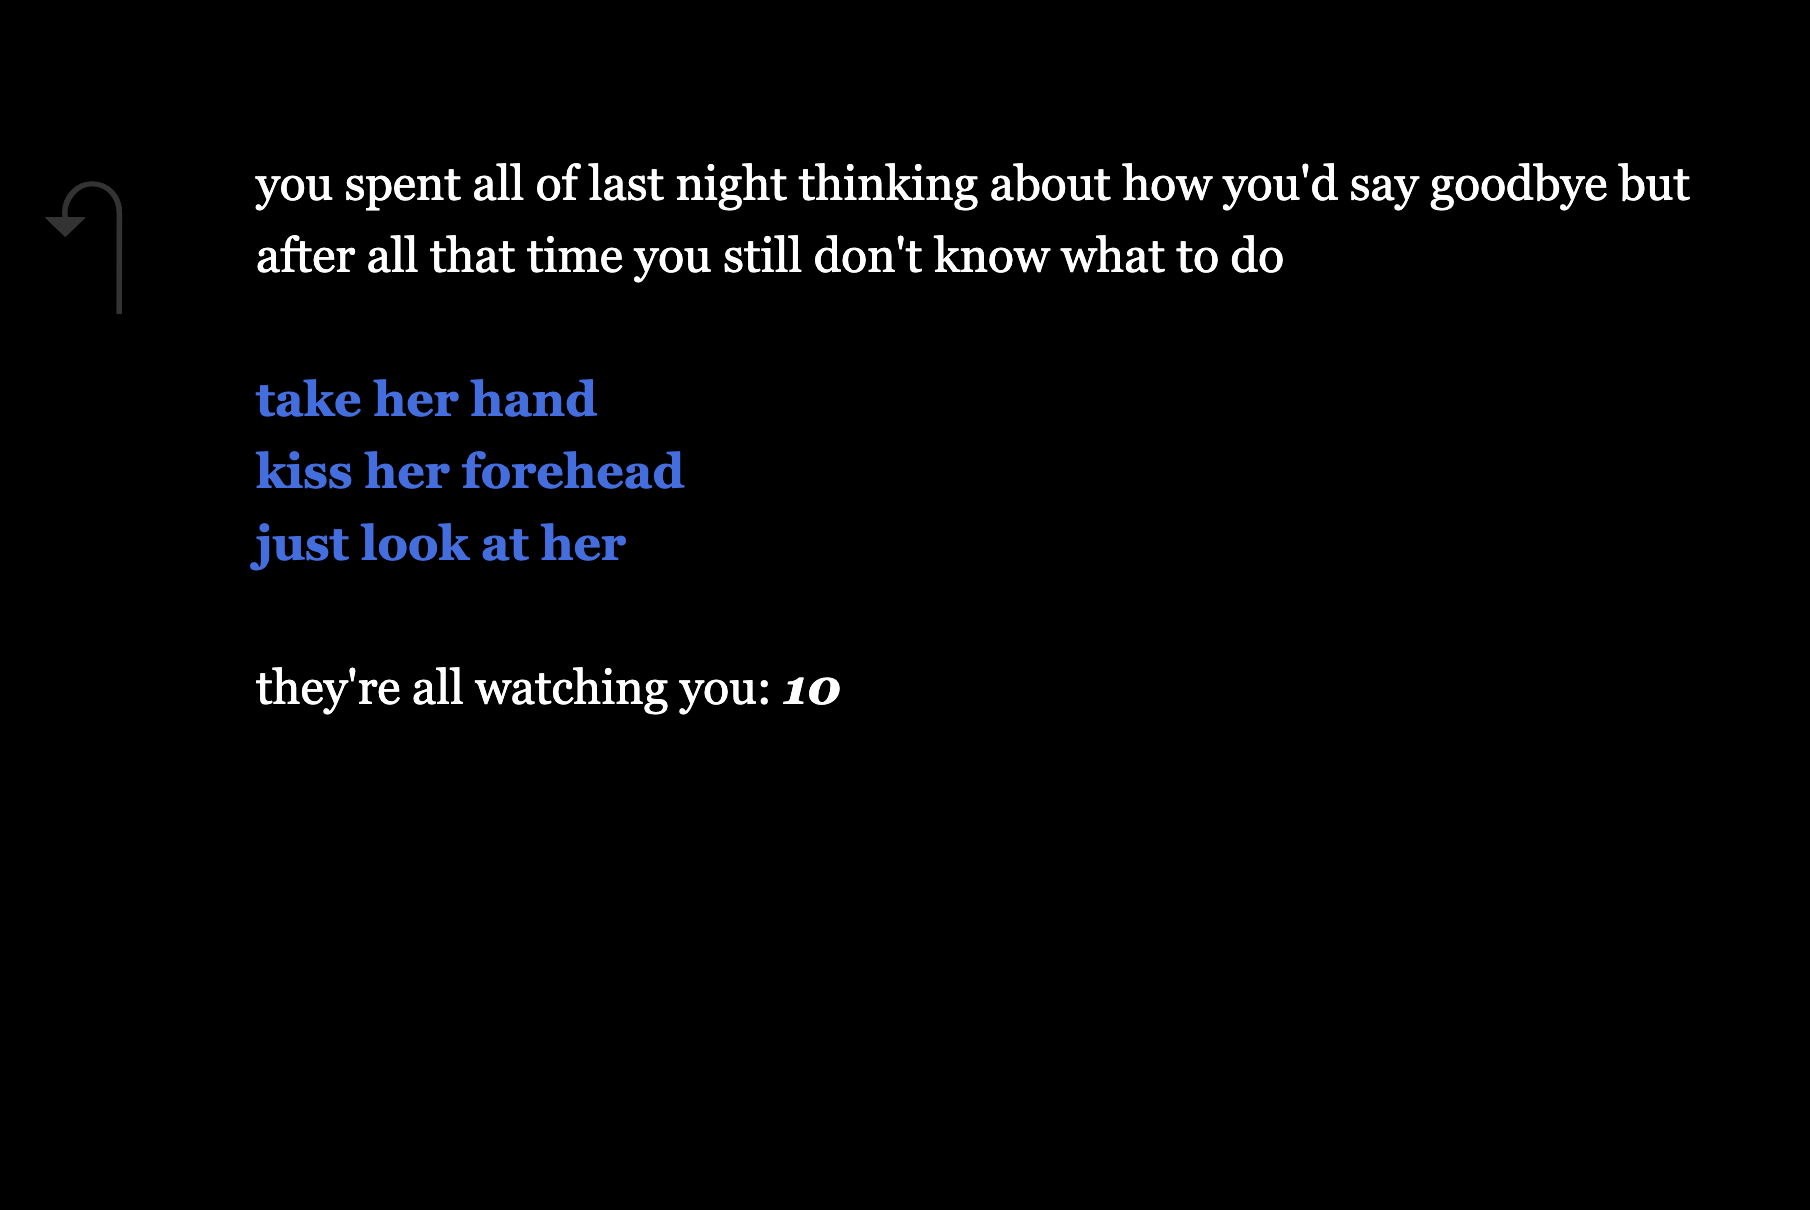 you spent all of last night thinking about how you'd say goodbye but
after all that time you still don't know what to do
take her hand
kiss her forehead
just look at her
they're all watching you: 10